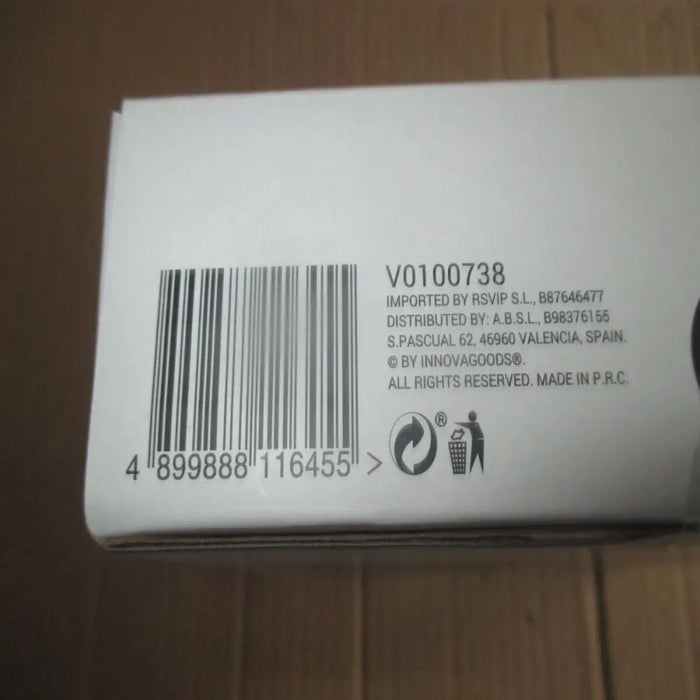 V0100738
IMPORTED BY RSVIP S.L., B87646477
DISTRIBUTED BY: A.B.S.L., B98376155
S.PASCUAL 62, 46960 VALENCIA, SPAIN.
© BY INNOVAGOODS®.
ALL RIGHTS RESERVED. MADE IN P.R.C.
®
4 899888 116455 >